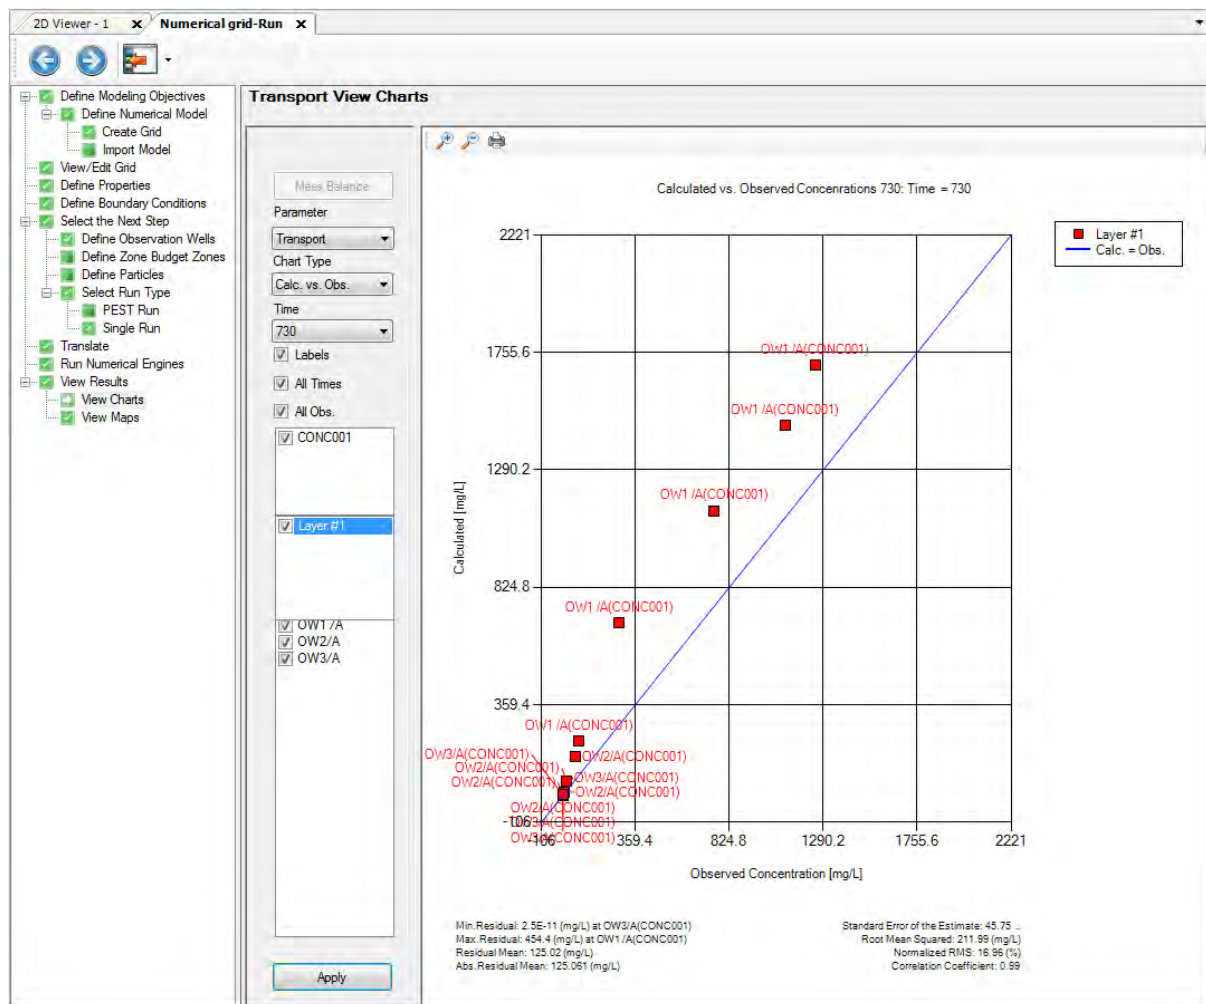 2D Viewer - 1 x Numerical grid-Run x
Define Modeling Objectives
Define Numerical Model
Create Grid
Import Model
View/Edit Grid
Define Properties
Define Boundary Conditions
Select the Next Step
Define Observation Wells
Define Zone Budget Zones
Define Particles
Select Run Type
PEST Run
Single Run
Translate
Run Numerical Engines
View Results
View Charts
View Maps
Transport View Charts
Mass Balance
Parameter
Transport
Chart Type
Calc. vs. Obs.
Time
730
Labels
All Times
All Obs.
CONC001
Layer #1
OW1 /A
OW2/A
OW3/A
Apply
Calculated vs. Observed Concenrations 730: Time = 730
Layer #1
Calc. = Obs.
2221
1755.6
1290.2
824.8
359.4
-106
Calculated [mg/L]
OW1 /A(CONC001)
OW1 /A(CONC001)
OW1 /A(CONC001)
OW1 /A(CONC001)
OW1 /A(CONC001)
OW3/A(CONC001)
OW2/A(CONC001)
OW2/A(CONC001)
OW3/A(CONC001)
OW2/A(CONC001)
OW2/A(CONC001)
OW2/A(CONC001)
OW3/A(CONC001)
OW3/A(CONC001)
-106 359.4 824.8 1290.2 1755.6 2221
Observed Concentration [mg/L]
Min.Residual: 2.5E-11 (mg/L) at OW3/A(CONC001)
Max.Residual: 454.4 (mg/L) at OW1 /A(CONC001)
Residual Mean: 125.02 (mg/L)
Abs.Residual Mean: 125.061 (mg/L)
Standard Error of the Estimate: 45.75 ..
Root Mean Squared: 211.99 (mg/L)
Normalized RMS: 16.96 (%)
Correlation Coefficient: 0.99